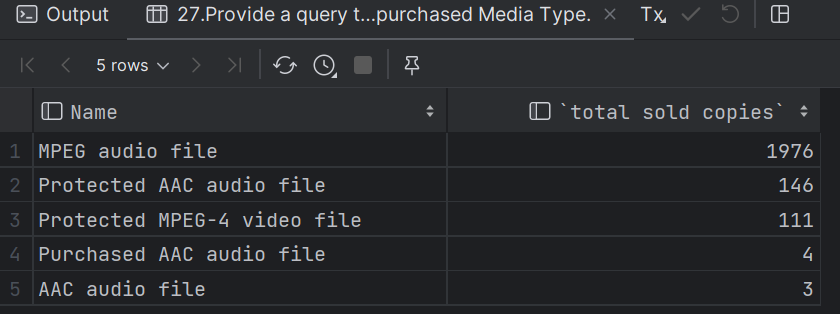 Output 27.Provide a query t...purchased Media Type. × Tx
5 rows
Name `total sold copies`
1 MPEG audio file 1976
2 Protected AAC audio file 146
3 Protected MPEG-4 video file 111
4 Purchased AAC audio file 4
5 AAC audio file 3